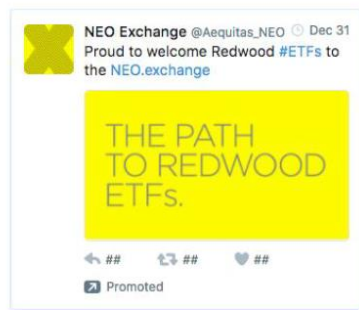 NEO Exchange @Aequitas_NEO Dec 31
Proud to welcome Redwood #ETFs to
the NEO.exchange
THE PATH
TO REDWOOD
ETFs.
## ## ##
Promoted